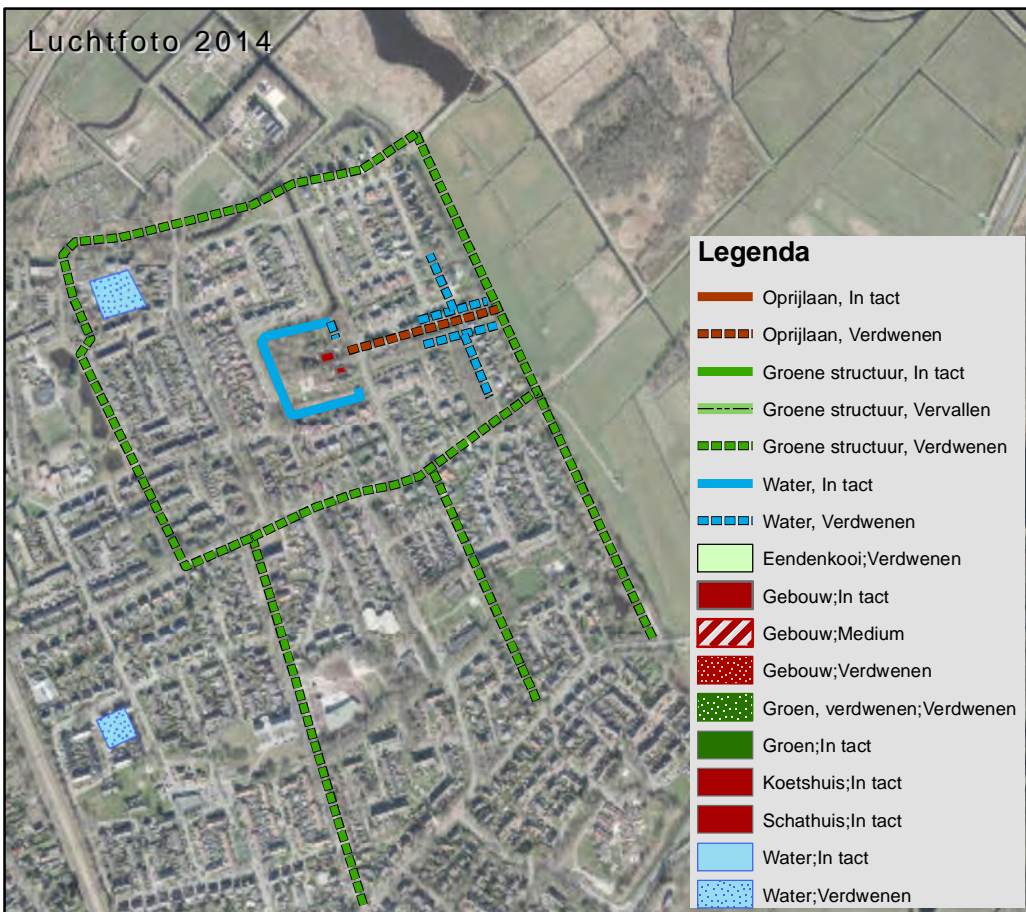 Luchtfoto 2014
Legenda
Oprijlaan, In tact
Oprijlaan, Verdwenen
Groene structuur, In tact
Groene structuur, Vervallen
Groene structuur, Verdwenen
Water, In tact
Water, Verdwenen
Eendenkooi;Verdwenen
Gebouw;In tact
Gebouw;Medium
Gebouw;Verdwenen
Groen, verdwenen;Verdwenen
Groen;In tact
Koetshuis;In tact
Schathuis;In tact
Water;In tact
Water;Verdwenen